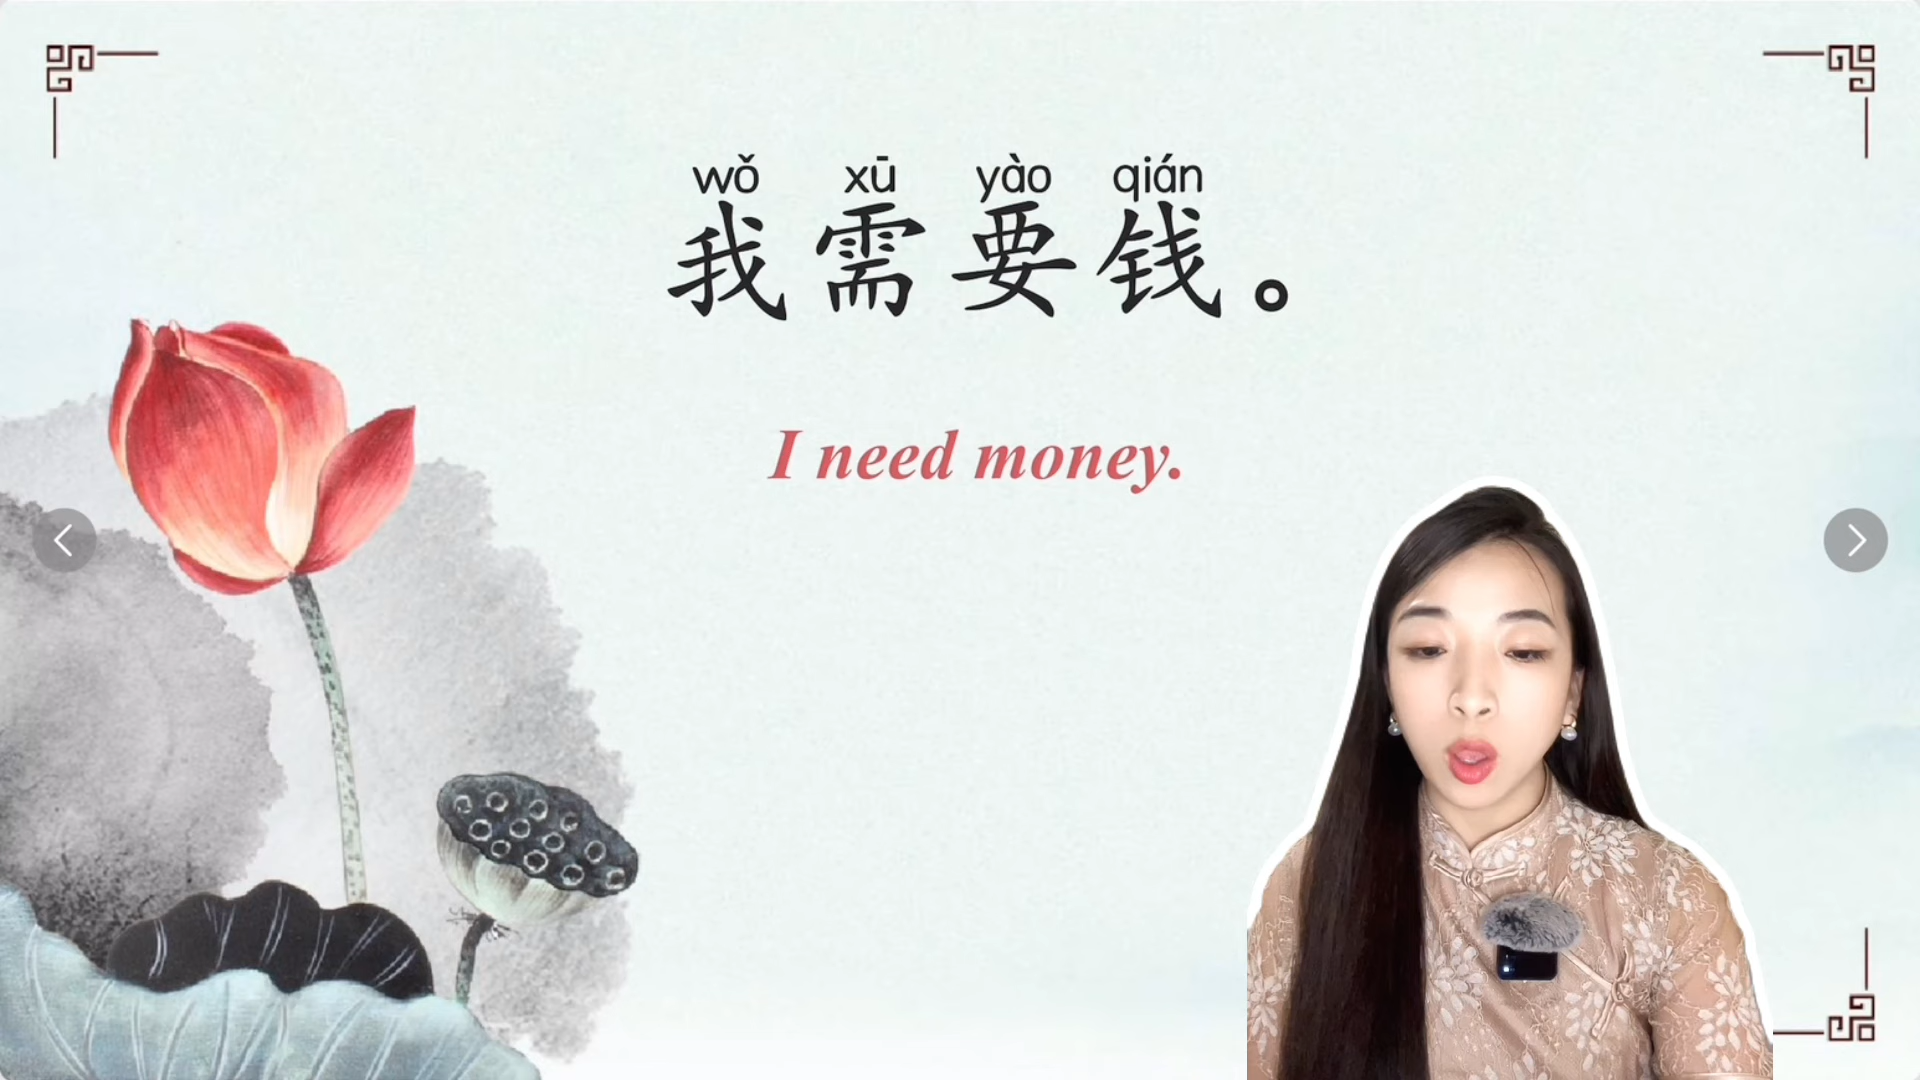 wǒ xū yào qián
我需要钱。
I need money.